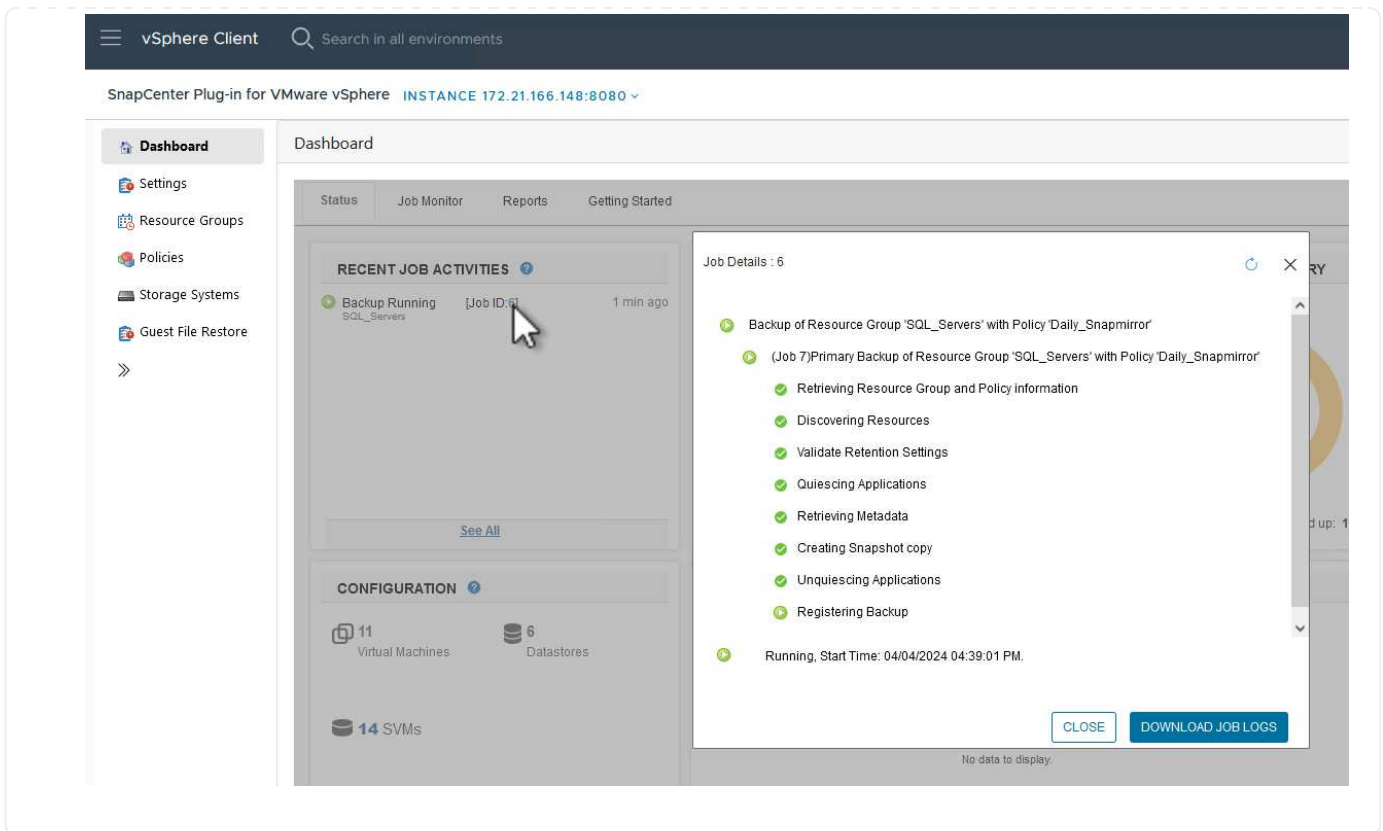 vSphere Client
Search in all environments
SnapCenter Plug-in for VMware vSphere INSTANCE 172.21.166.148:8080
Dashboard
Settings
Resource Groups
Policies
Storage Systems
Guest File Restore
Dashboard
Status Job Monitor Reports Getting Started
RECENT JOB ACTIVITIES
Backup Running [Job ID:6] 1 min ago
SQL_Servers
See All
CONFIGURATION
11
Virtual Machines
6
Datastores
14 SVMs
Job Details : 6
Backup of Resource Group 'SQL_Servers' with Policy 'Daily_Snapmirror'
(Job 7)Primary Backup of Resource Group 'SQL_Servers' with Policy 'Daily_Snapmirror'
Retrieving Resource Group and Policy information
Discovering Resources
Validate Retention Settings
Quiescing Applications
Retrieving Metadata
Creating Snapshot copy
Unquiescing Applications
Registering Backup
Running, Start Time: 04/04/2024 04:39:01 PM.
CLOSE
DOWNLOAD JOB LOGS
RY
d up: 1
No data to display.